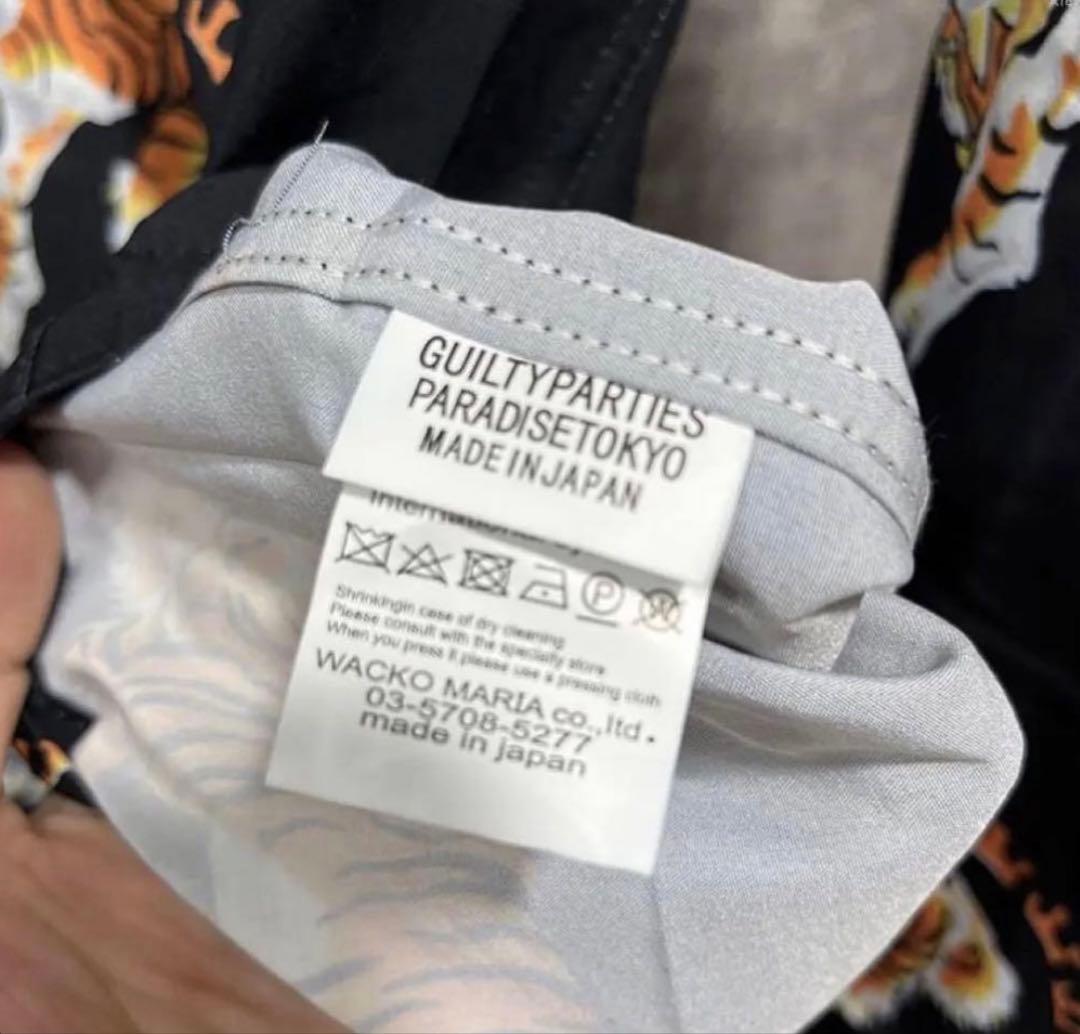 GUILTYPARTIES
PARADISETOKYO
MADE IN JAPAN
P
W
Shrinkingin case of dry cleaning
Please consult with the specialty store
When you press it please use a pressing cloth
WACKO MARIA co.,ltd.
03-5708-5277
made in japan